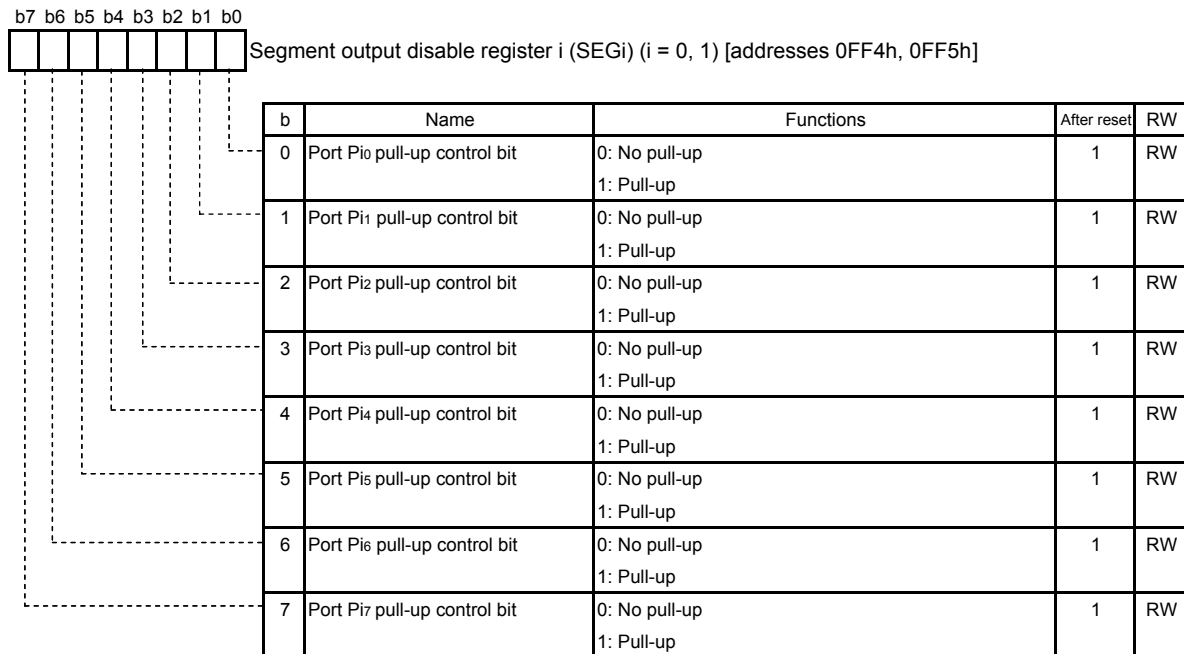 b7 b6 b5 b4 b3 b2 b1 b0
Segment output disable register i (SEGi) (i = 0, 1) [addresses 0FF4h, 0FF5h]
b Name Functions After reset RW
0 Port Pi0 pull-up control bit 0: No pull-up 1 RW
1: Pull-up
1 Port Pi1 pull-up control bit 0: No pull-up 1 RW
1: Pull-up
2 Port Pi2 pull-up control bit 0: No pull-up 1 RW
1: Pull-up
3 Port Pi3 pull-up control bit 0: No pull-up 1 RW
1: Pull-up
4 Port Pi4 pull-up control bit 0: No pull-up 1 RW
1: Pull-up
5 Port Pi5 pull-up control bit 0: No pull-up 1 RW
1: Pull-up
6 Port Pi6 pull-up control bit 0: No pull-up 1 RW
1: Pull-up
7 Port Pi7 pull-up control bit 0: No pull-up 1 RW
1: Pull-up